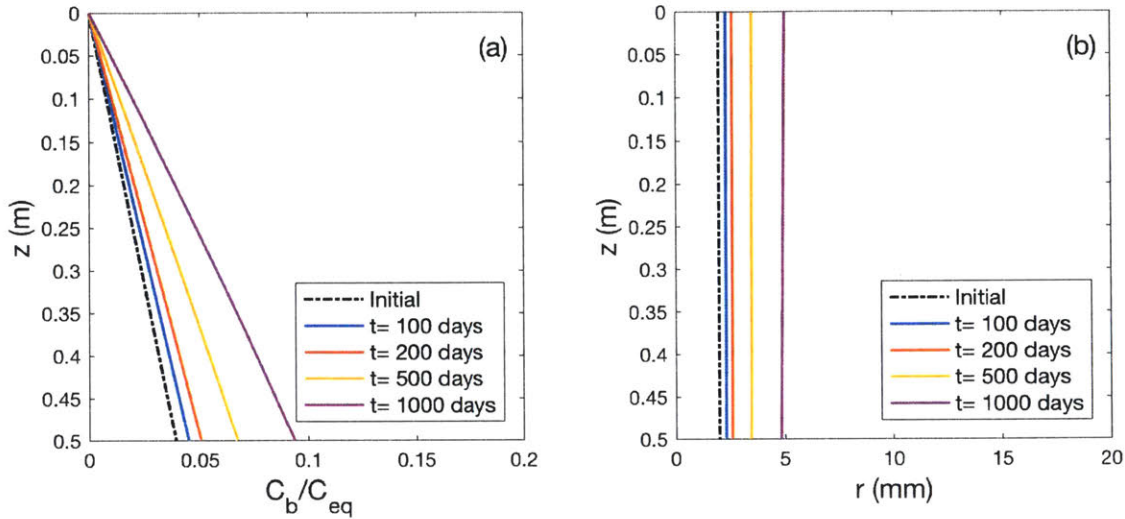 (a)
0
0.05
0.1
0.15
0.2
0.25
0.3
0.35
0.4
0.45
0.5
z (m)
Initial
t= 100 days
t= 200 days
t= 500 days
t= 1000 days
0 0.05 0.1 0.15 0.2
C_b/C_eq
(b)
0
0.05
0.1
0.15
0.2
0.25
0.3
0.35
0.4
0.45
0.5
z (m)
Initial
t= 100 days
t= 200 days
t= 500 days
t= 1000 days
0 5 10 15 20
r (mm)